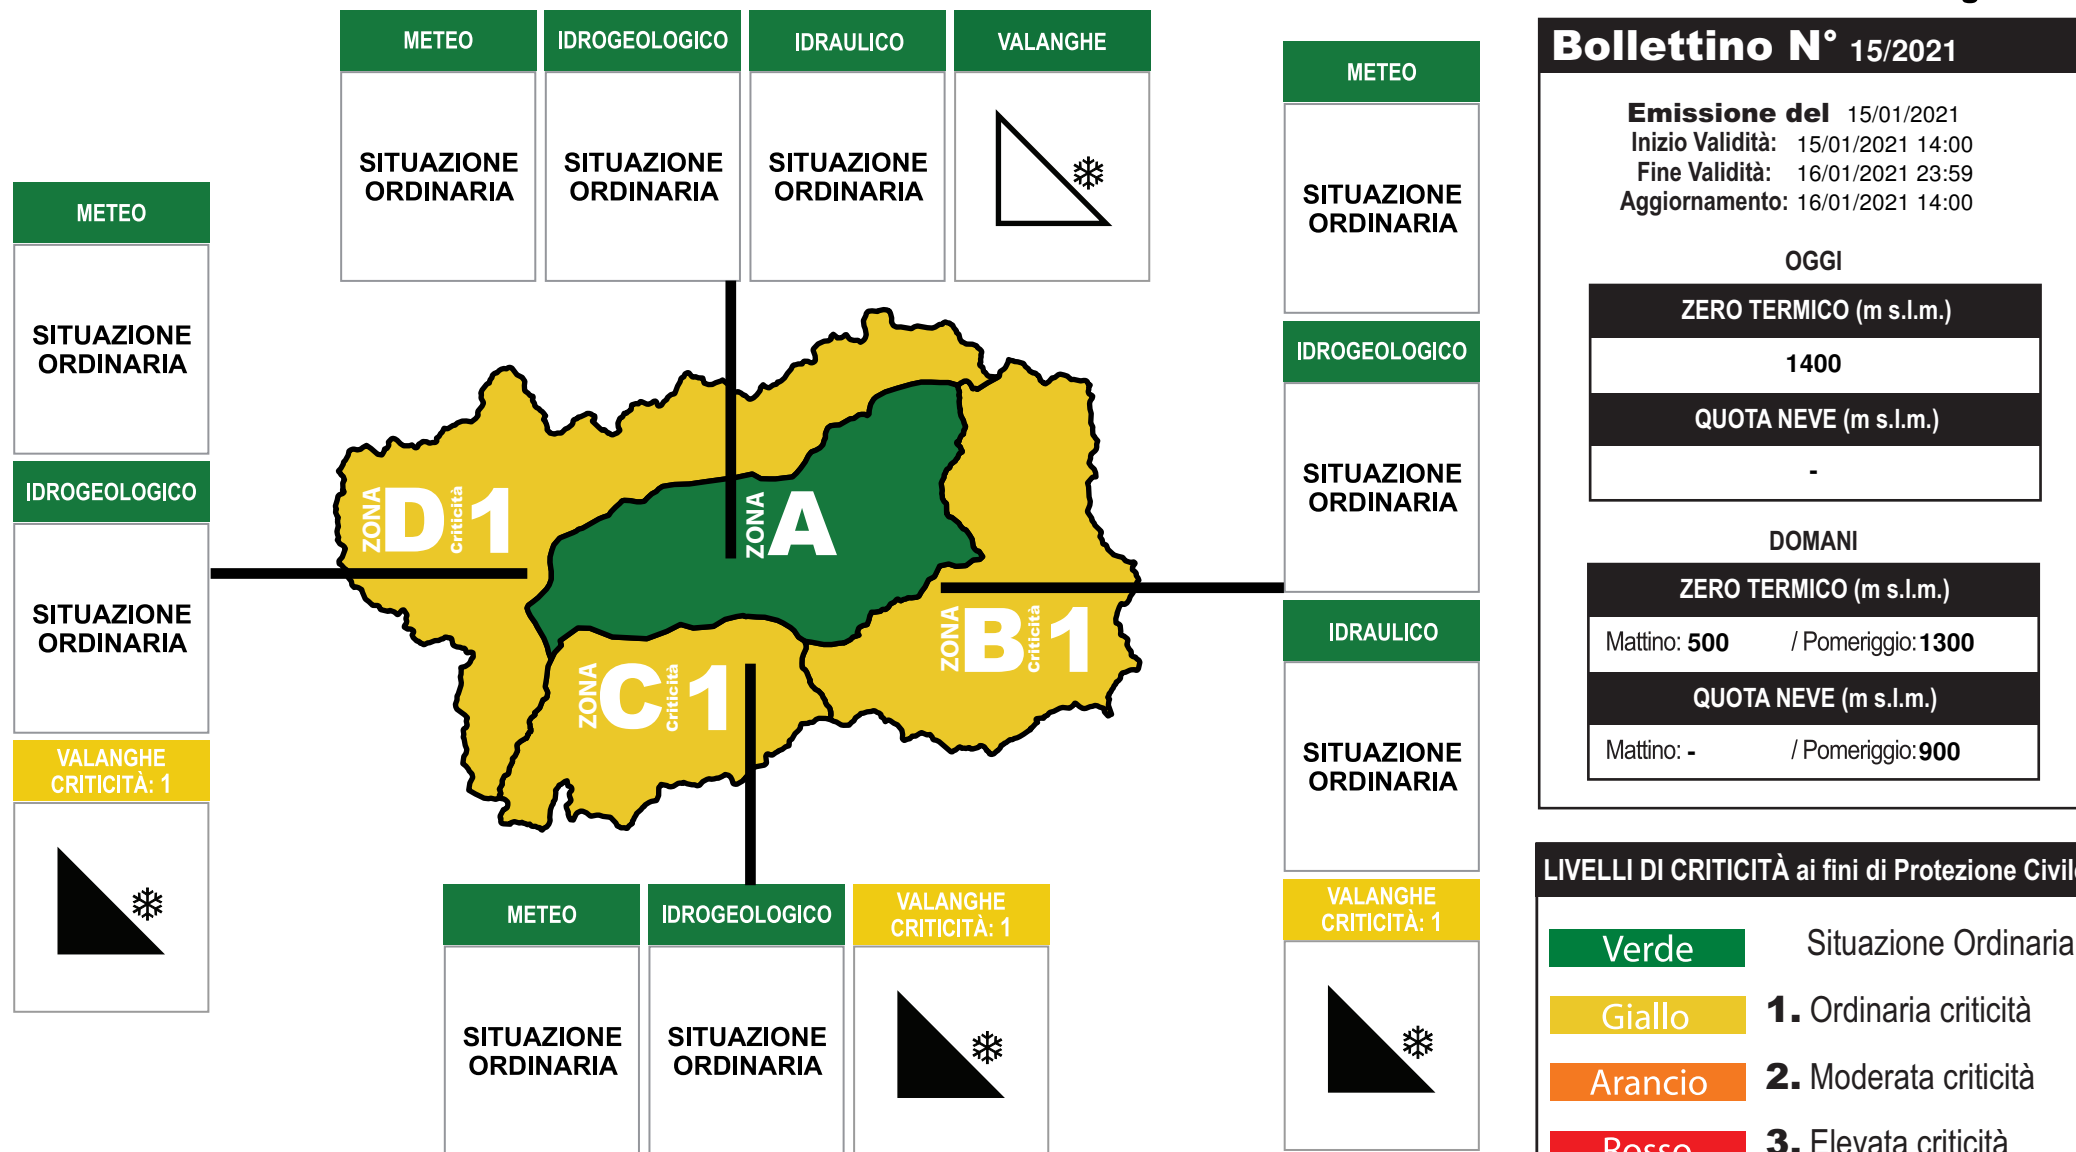 METEO
IDROGEOLOGICO
IDRAULICO
VALANGHE
SITUAZIONE
ORDINARIA
SITUAZIONE
ORDINARIA
SITUAZIONE
ORDINARIA
METEO
SITUAZIONE
ORDINARIA
IDROGEOLOGICO
SITUAZIONE
ORDINARIA
VALANGHE
CRITICITÀ: 1
ZONA D Criticità 1
ZONA A
ZONA B Criticità 1
ZONA C Criticità 1
METEO
SITUAZIONE
ORDINARIA
IDROGEOLOGICO
SITUAZIONE
ORDINARIA
IDRAULICO
SITUAZIONE
ORDINARIA
VALANGHE
CRITICITÀ: 1
METEO
IDROGEOLOGICO
VALANGHE
CRITICITÀ: 1
SITUAZIONE
ORDINARIA
SITUAZIONE
ORDINARIA
Bollettino N° 15/2021
Emissione del 15/01/2021
Inizio Validità: 15/01/2021 14:00
Fine Validità: 16/01/2021 23:59
Aggiornamento: 16/01/2021 14:00
OGGI
ZERO TERMICO (m s.l.m.)
1400
QUOTA NEVE (m s.l.m.)
-
DOMANI
ZERO TERMICO (m s.l.m.)
Mattino: 500 / Pomeriggio: 1300
QUOTA NEVE (m s.l.m.)
Mattino: - / Pomeriggio: 900
LIVELLI DI CRITICITÀ ai fini di Protezione Civile
Verde Situazione Ordinaria
Giallo 1. Ordinaria criticità
Arancio 2. Moderata criticità
Rosso 3. Elevata criticità